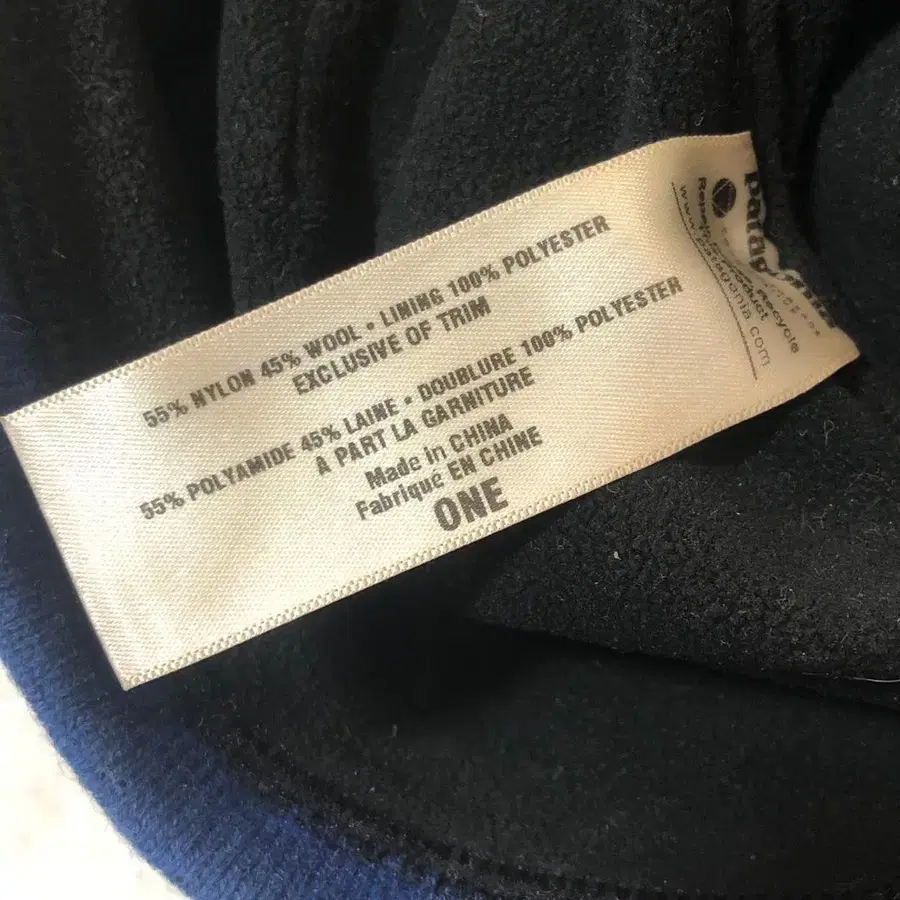 55% NYLON 45% WOOL • LINING 100% POLYESTER
EXCLUSIVE OF TRIM
55% POLYAMIDE 45% LAINE • DOUBLURE 100% POLYESTER
A PART LA GARNITURE
Made in CHINA
Fabriqué EN CHINE
ONE
Recycle
www.patagonia.com